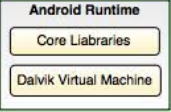 Android Runtime
Core Liabraries
Dalvik Virtual Machine